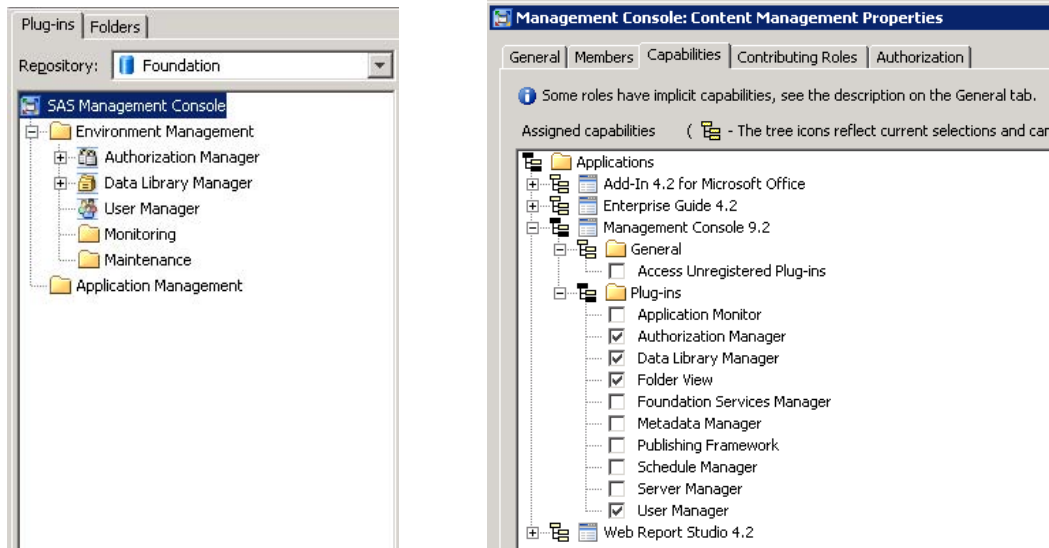 Plug-ins Folders
Repository: Foundation
SAS Management Console
Environment Management
Authorization Manager
Data Library Manager
User Manager
Monitoring
Maintenance
Application Management
Management Console: Content Management Properties
General Members Capabilities Contributing Roles Authorization
Some roles have implicit capabilities, see the description on the General tab.
Assigned capabilities ( - The tree icons reflect current selections and car
Applications
Add-In 4.2 for Microsoft Office
Enterprise Guide 4.2
Management Console 9.2
General
Access Unregistered Plug-ins
Plug-ins
Application Monitor
Authorization Manager
Data Library Manager
Folder View
Foundation Services Manager
Metadata Manager
Publishing Framework
Schedule Manager
Server Manager
User Manager
Web Report Studio 4.2